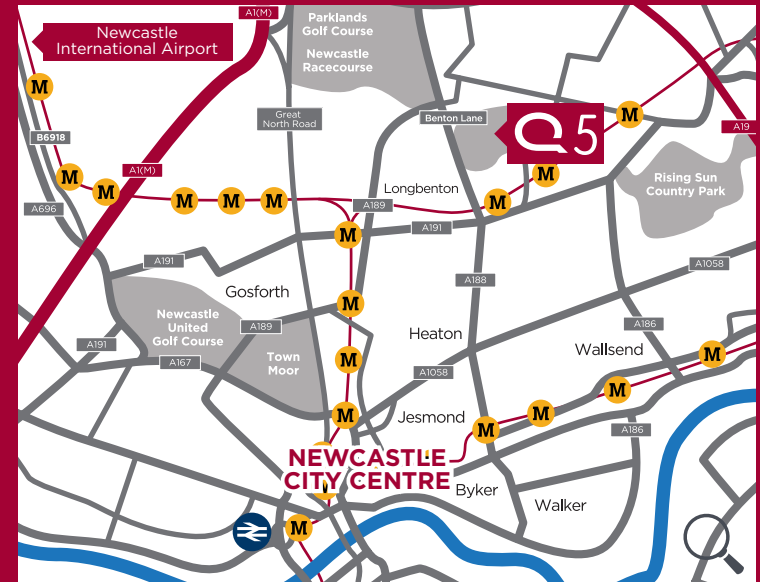 A1(M)
Parklands
Golf Course
Newcastle
Racecourse
Newcastle
International Airport
M
Great
North Road
Benton Lane
Q5
M
A19
B6918
A1(M)
M
M
M
M
M
M
M
Longbenton
A189
Rising Sun
Country Park
A696
M
A191
M
A191
A1058
A188
Gosforth
M
Newcastle
United
Golf Course
A189
A186
Heaton
Wallsend
A191
A167
Town
Moor
M
A1058
M
M
M
Jesmond
M
M
A186
NEWCASTLE
CITY CENTRE
Byker
Walker
M